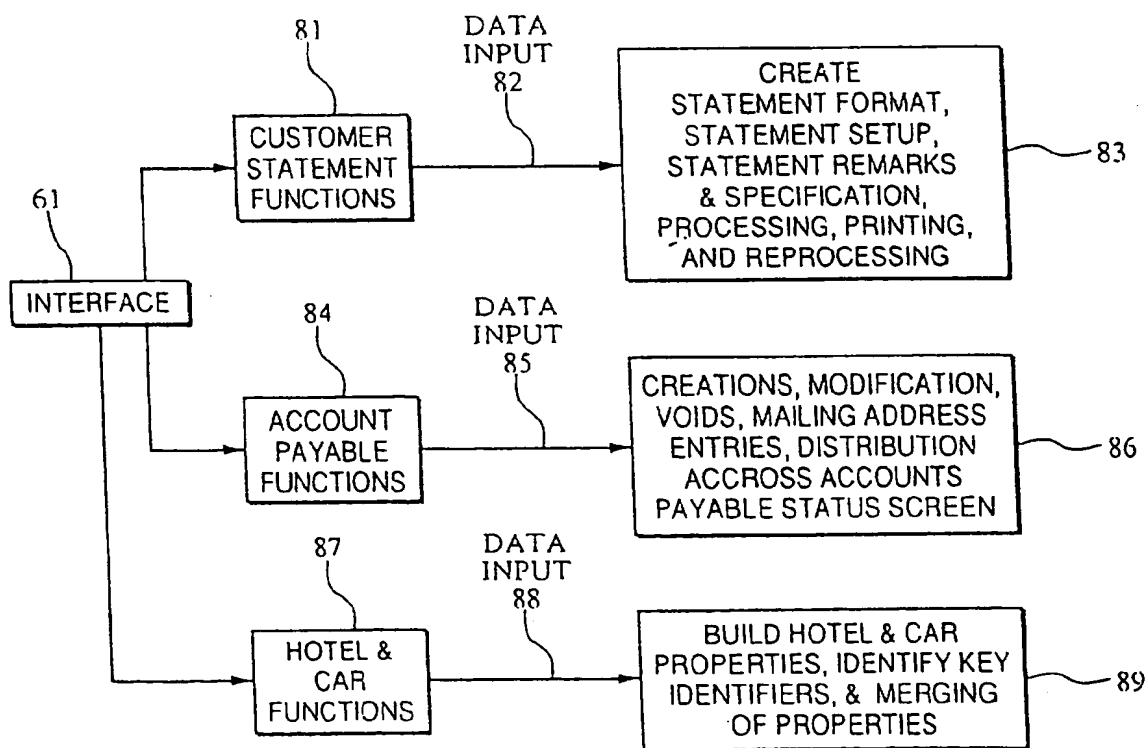 81
DATA
INPUT
82
CUSTOMER
STATEMENT
FUNCTIONS
CREATE
STATEMENT FORMAT,
STATEMENT SETUP,
STATEMENT REMARKS
& SPECIFICATION,
PROCESSING, PRINTING,
AND REPROCESSING
83
61
INTERFACE
84
DATA
INPUT
85
ACCOUNT
PAYABLE
FUNCTIONS
CREATIONS, MODIFICATION,
VOIDS, MAILING ADDRESS
ENTRIES, DISTRIBUTION
ACCROSS ACCOUNTS
PAYABLE STATUS SCREEN
86
87
DATA
INPUT
88
HOTEL &
CAR
FUNCTIONS
BUILD HOTEL & CAR
PROPERTIES, IDENTIFY KEY
IDENTIFIERS, & MERGING
OF PROPERTIES
89